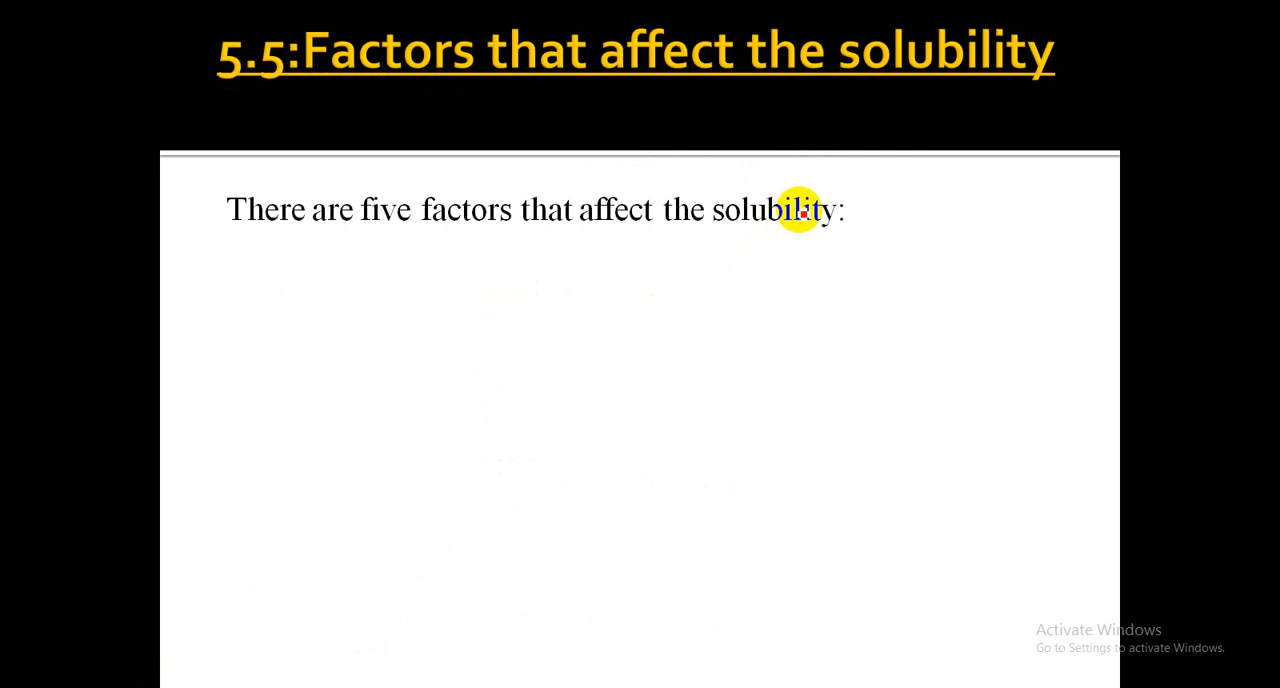 5.5:Factors that affect the solubility
There are five factors that affect the solubility:
Activate Windows
Go to Settings to activate Windows.